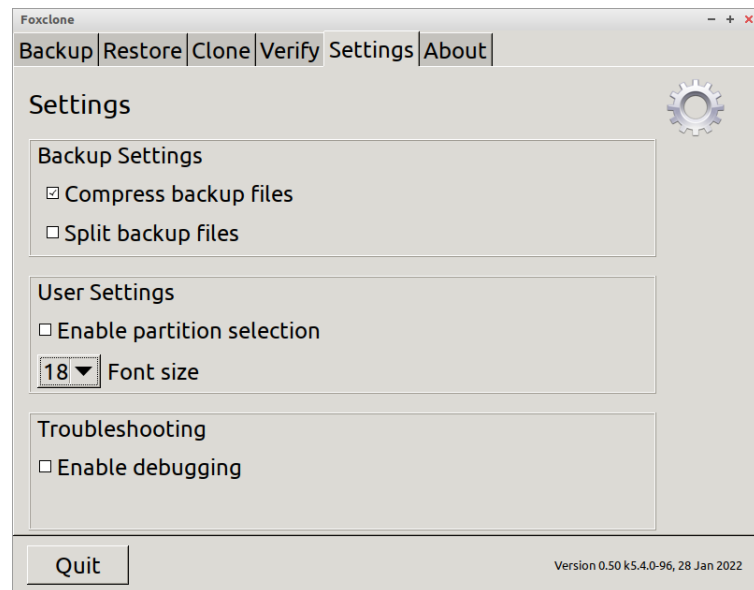 Foxclone
Backup Restore Clone Verify Settings About
Settings
Backup Settings
Compress backup files
Split backup files
User Settings
Enable partition selection
18 Font size
Troubleshooting
Enable debugging
Quit
Version 0.50 k5.4.0-96, 28 Jan 2022